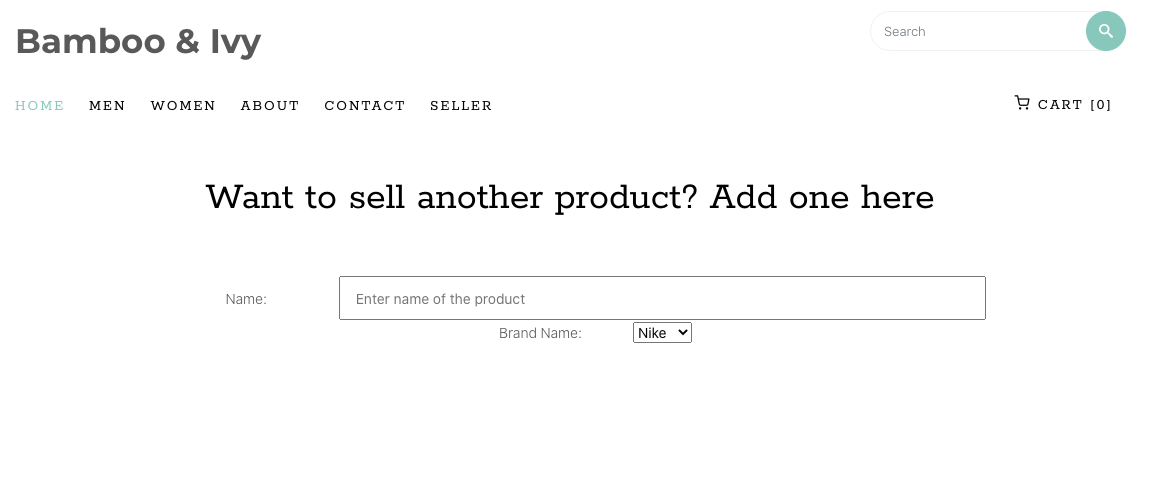 Bamboo & Ivy
Search
HOME MEN WOMEN ABOUT CONTACT SELLER CART [0]
Want to sell another product? Add one here
Name: Enter name of the product
Brand Name: Nike